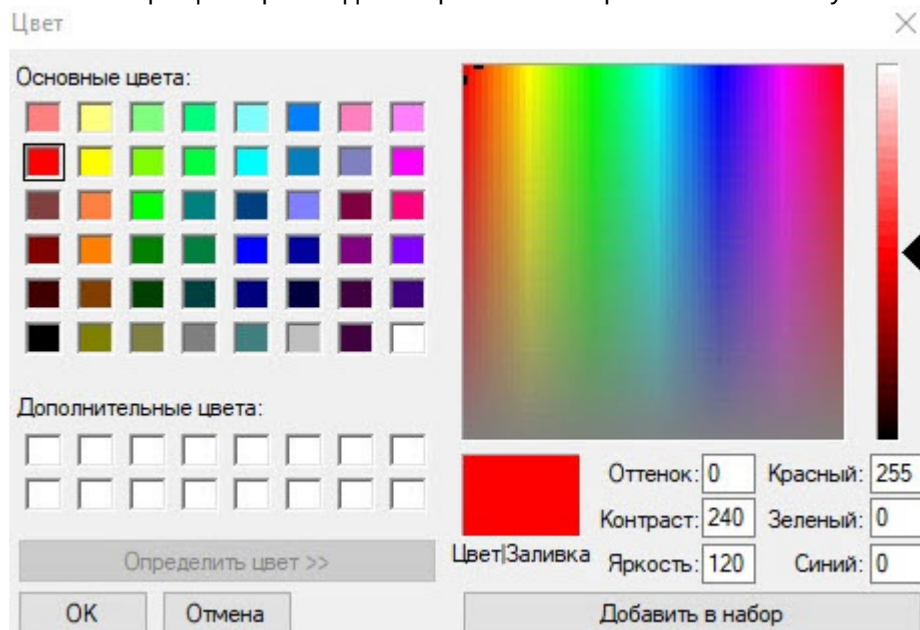 Цвет
Основные цвета:
Дополнительные цвета:
Определить цвет >>
OK
Отмена
Цвет|Заливка
Оттенок: 0
Контраст: 240
Яркость: 120
Красный: 255
Зеленый: 0
Синий: 0
Добавить в набор